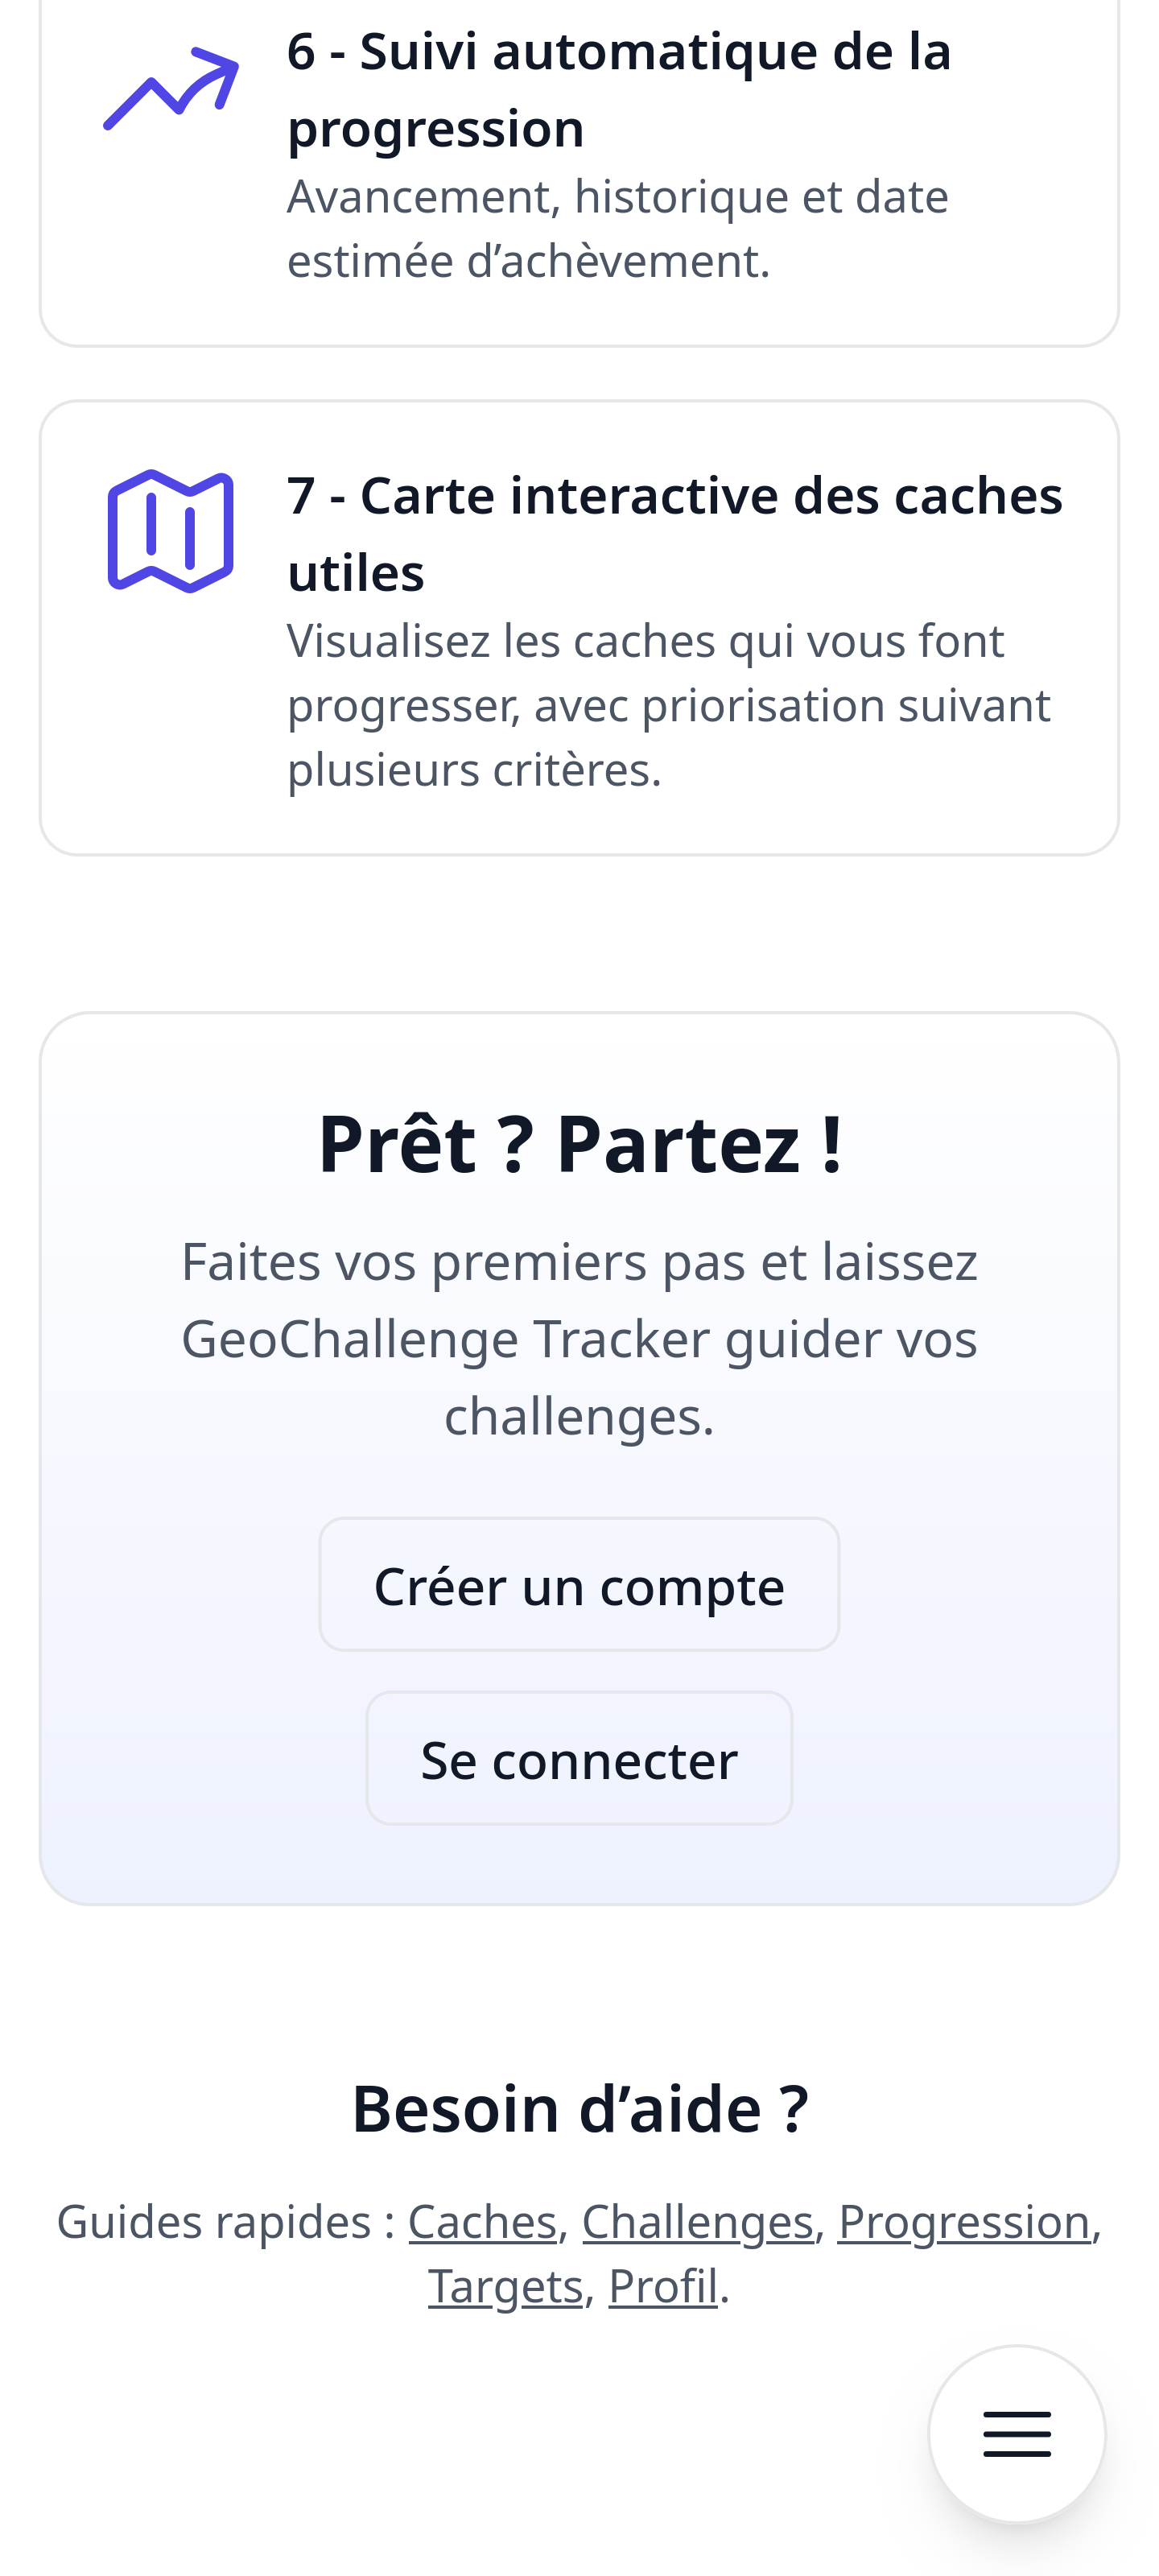 6 - Suivi automatique de la
progression
Avancement, historique et date
estimée d’achèvement.
7 - Carte interactive des caches
utiles
Visualisez les caches qui vous font
progresser, avec priorisation suivant
plusieurs critères.
Prêt ? Partez !
Faites vos premiers pas et laissez
GeoChallenge Tracker guider vos
challenges.
Créer un compte
Se connecter
Besoin d’aide ?
Guides rapides : Caches, Challenges, Progression,
Targets, Profil.